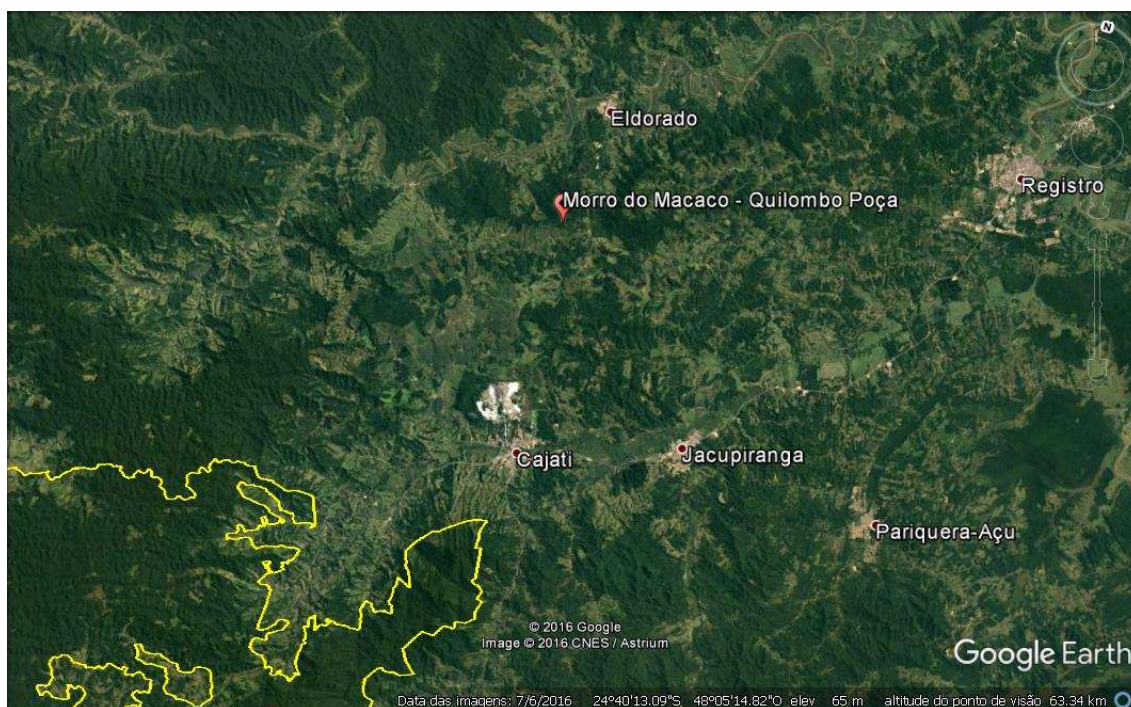 N
Eldorado
Morro do Macaco - Quilombo Poça
Registro
Cajati
Jacupiranga
Pariquera-Açu
© 2016 Google
Image © 2016 CNES / Astrium
Google Earth
Data das imagens: 7/6/2016 24°40'13.09"S 48°05'14.82"O elev 65 m altitude do ponto de visão 63.34 km